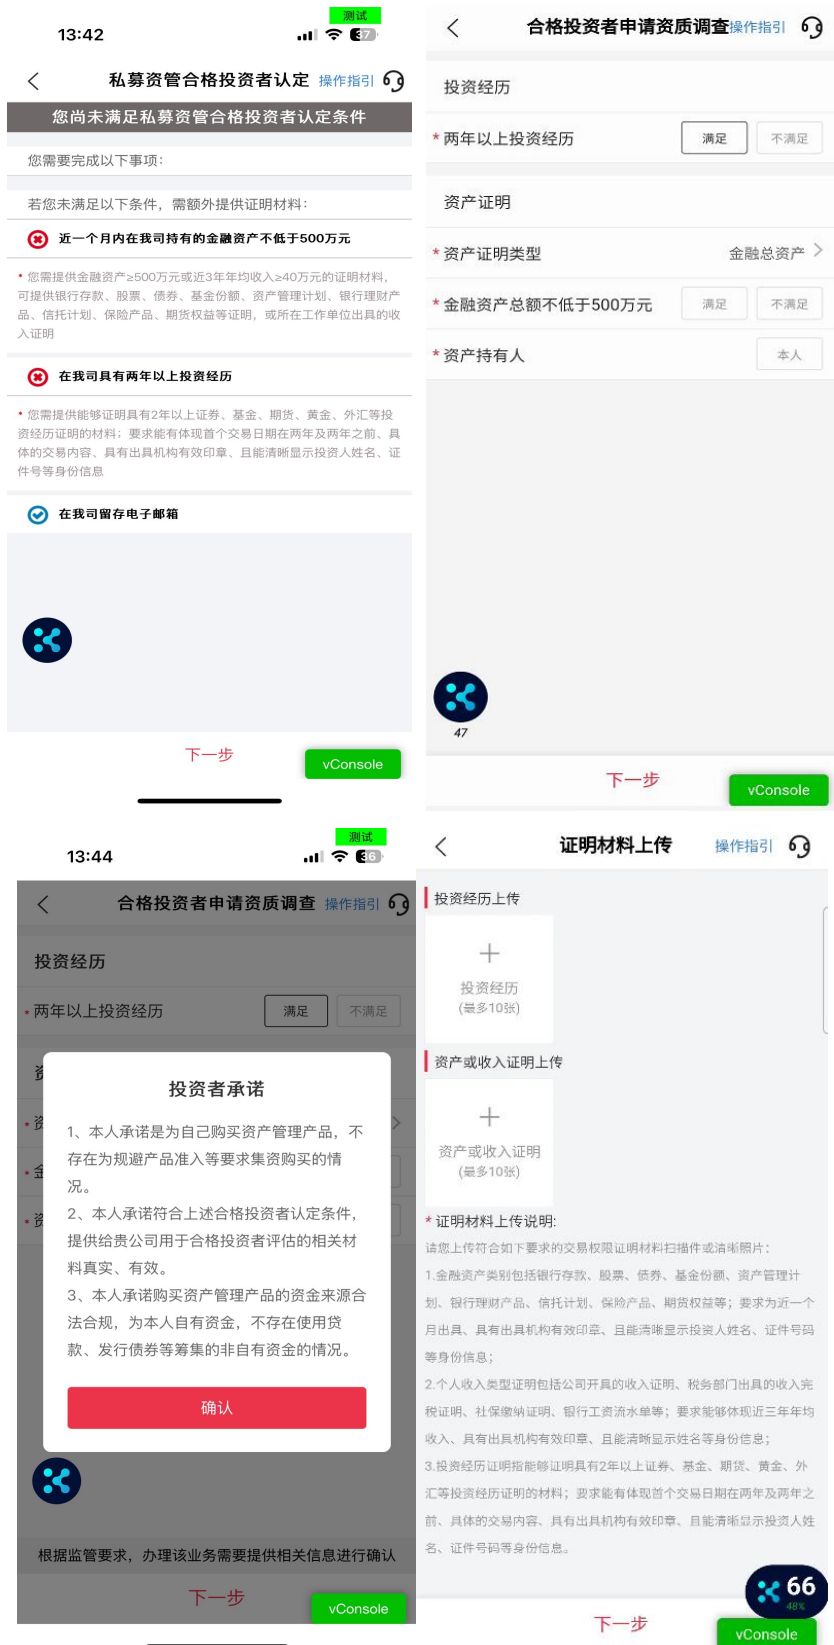 测试
13:42
37
私募资管合格投资者认定 操作指引
您尚未满足私募资管合格投资者认定条件
您需要完成以下事项：
若您未满足以下条件，需额外提供证明材料：
近一个月内在我司持有的金融资产不低于500万元
* 您需提供金融资产≥500万元或近3年年均收入≥40万元的证明材料，
可提供银行存款、股票、债券、基金份额、资产管理计划、银行理财产
品、信托计划、保险产品、期货权益等证明，或所在工作单位出具的收
入证明
在我司具有两年以上投资经历
* 您需提供能够证明具有2年以上证券、基金、期货、黄金、外汇等投
资经历证明的材料；要求能有体现首个交易日期在两年及两年之前、具
体的交易内容、具有出具机构有效印章、且能清晰显示投资人姓名、证
件号等身份信息
在我司留存电子邮箱
下一步
vConsole
合格投资者申请资质调查操作指引
投资经历
* 两年以上投资经历 满足 不满足
资产证明
* 资产证明类型 金融总资产
* 金融资产总额不低于500万元 满足 不满足
* 资产持有人 本人
47
下一步
vConsole
测试
13:44
36
合格投资者申请资质调查 操作指引
投资经历
* 两年以上投资经历 满足 不满足
投资者承诺
1、本人承诺是为自己购买资产管理产品，不
存在为规避产品准入等要求集资购买的情
况。
2、本人承诺符合上述合格投资者认定条件，
提供给贵公司用于合格投资者评估的相关材
料真实、有效。
3、本人承诺购买资产管理产品的资金来源合
法合规，为本人自有资金，不存在使用贷
款、发行债券等筹集的非自有资金的情况。
确认
根据监管要求，办理该业务需要提供相关信息进行确认
下一步
vConsole
证明材料上传 操作指引
投资经历上传
投资经历
(最多10张)
资产或收入证明上传
资产或收入证明
(最多10张)
* 证明材料上传说明:
请您上传符合如下要求的交易权限证明材料扫描件或清晰照片：
1.金融资产类别包括银行存款、股票、债券、基金份额、资产管理计
划、银行理财产品、信托计划、保险产品、期货权益等；要求为近一个
月出具、具有出具机构有效印章、且能清晰显示投资人姓名、证件号码
等身份信息；
2.个人收入类型证明包括公司开具的收入证明、税务部门出具的收入完
税证明、社保缴纳证明、银行工资流水单等；要求能够体现近三年年均
收入、具有出具机构有效印章、且能清晰显示姓名等身份信息；
3.投资经历证明指能够证明具有2年以上证券、基金、期货、黄金、外
汇等投资经历证明的材料；要求能有体现首个交易日期在两年及两年之
前、具体的交易内容、具有出具机构有效印章、且能清晰显示投资人姓
名、证件号码等身份信息。
66
48%
下一步
vConsole